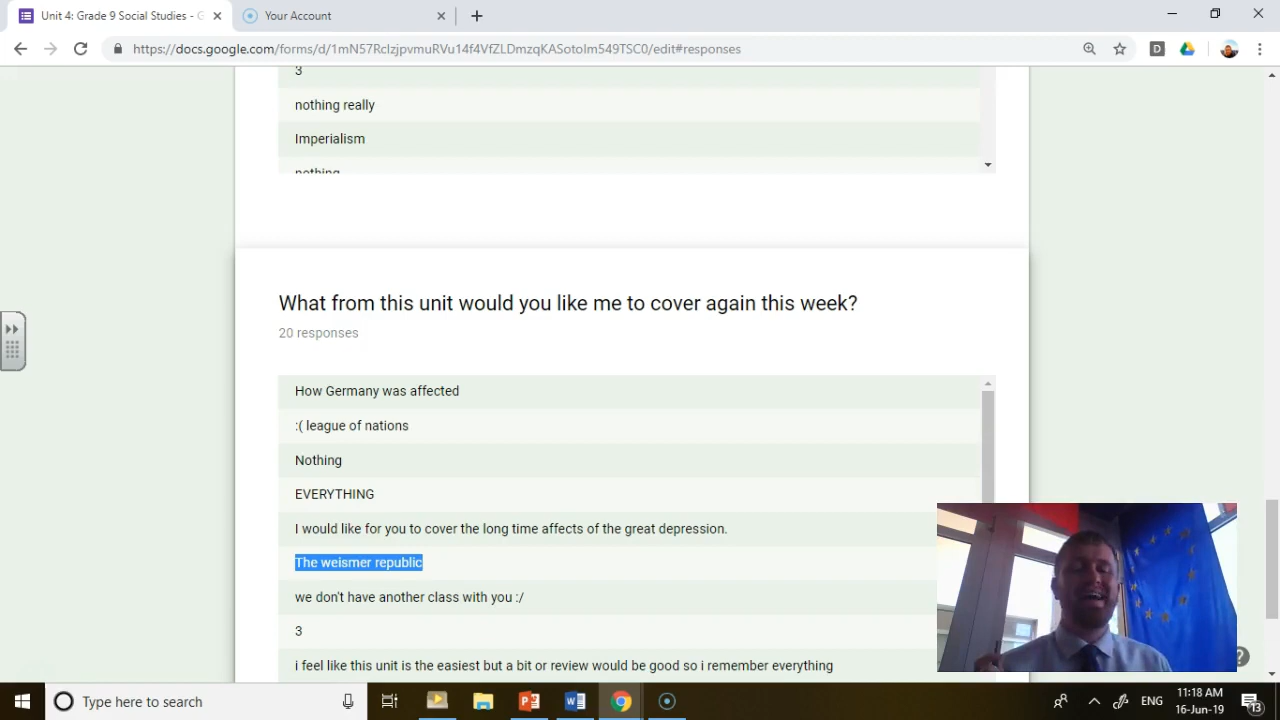 Unit 4: Grade 9 Social Studies - G
Your Account
https://docs.google.com/forms/d/1mN57RclzjpvmuRVu14f4VfZLDmzqKASotoIm549TSC0/edit#responses
D
3
nothing really
Imperialism
nothing
What from this unit would you like me to cover again this week?
20 responses
How Germany was affected
:( league of nations
Nothing
EVERYTHING
I would like for you to cover the long time affects of the great depression.
The weismer republic
we don't have another class with you :/
3
i feel like this unit is the easiest but a bit or review would be good so i remember everything
?
Type here to search
ENG
11:18 AM
16-Jun-19
13